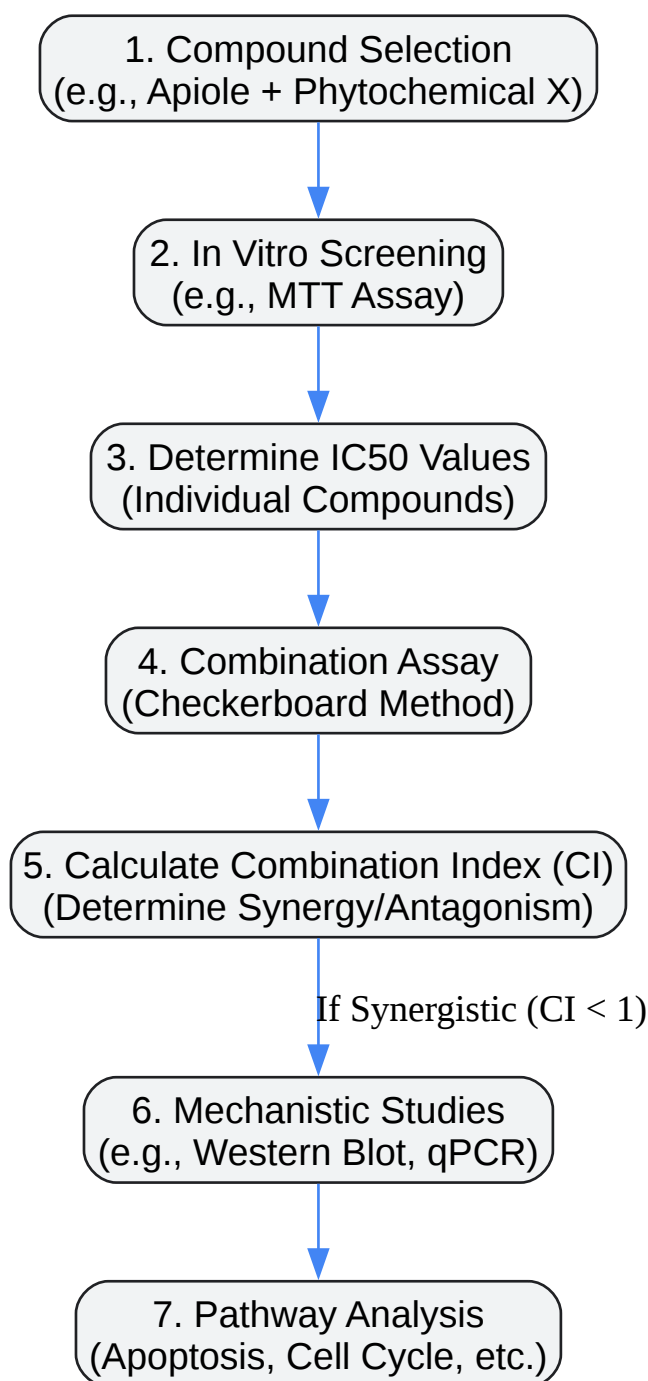 1. Compound Selection
(e.g., Apiole + Phytochemical X)
2. In Vitro Screening
(e.g., MTT Assay)
3. Determine IC50 Values
(Individual Compounds)
4. Combination Assay
(Checkerboard Method)
5. Calculate Combination Index (CI)
(Determine Synergy/Antagonism)
If Synergistic (CI < 1)
6. Mechanistic Studies
(e.g., Western Blot, qPCR)
7. Pathway Analysis
(Apoptosis, Cell Cycle, etc.)